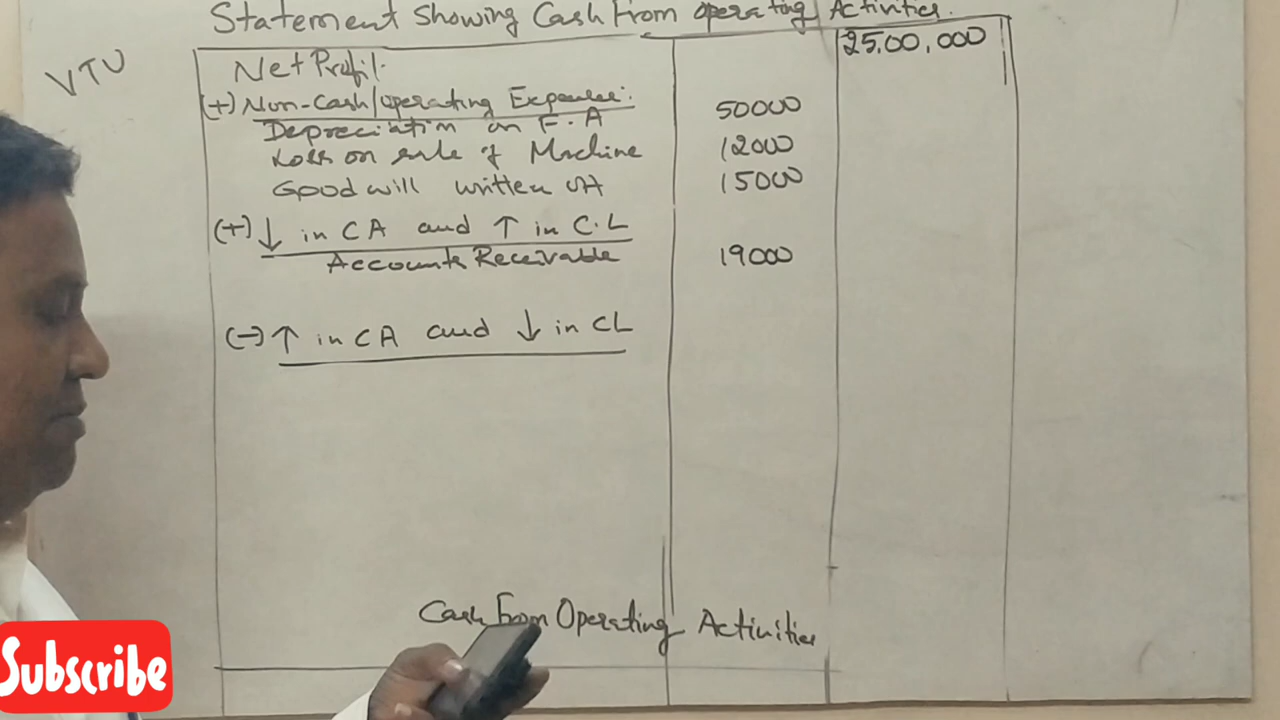 Statement Showing Cash from operating Activities.
VTU
Net Profit. 25,00,000
(+) Non-Cash/operating Expenses:
Depreciation on F.A 50000
Loss on sale of Machine 12000
Good will written off 15000
(+) ↓ in CA and ↑ in C.L
Accounts Receivable 19000
(-) ↑ in CA and ↓ in CL
Cash From Operating Activities
Subscribe